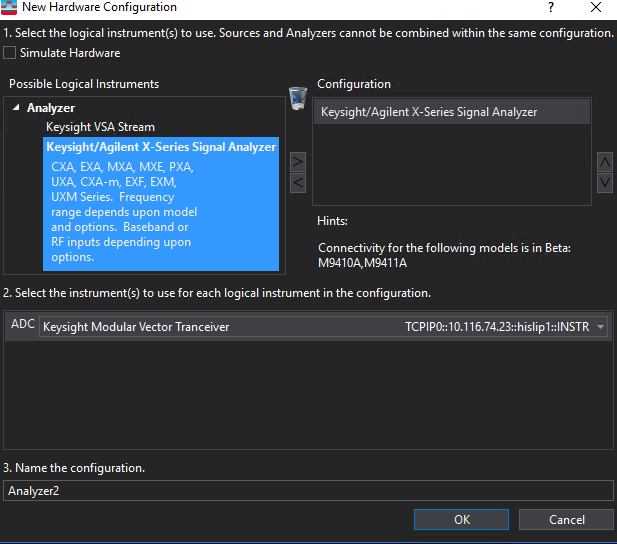 New Hardware Configuration
?
1. Select the logical instrument(s) to use. Sources and Analyzers cannot be combined within the same configuration.
Simulate Hardware
Possible Logical Instruments
Analyzer
Keysight VSA Stream
Keysight/Agilent X-Series Signal Analyzer
CXA, EXA, MXA, MXE, PXA,
UXA, CXA-m, EXF, EXM,
UXM Series. Frequency
range depends upon model
and options. Baseband or
RF inputs depending upon
options.
>
<
Configuration
Keysight/Agilent X-Series Signal Analyzer
Hints:
Connectivity for the following models is in Beta:
M9410A,M9411A
2. Select the instrument(s) to use for each logical instrument in the configuration.
ADC Keysight Modular Vector Tranceiver TCPIP0::10.116.74.23::hislip1::INSTR
3. Name the configuration.
Analyzer2
OK Cancel